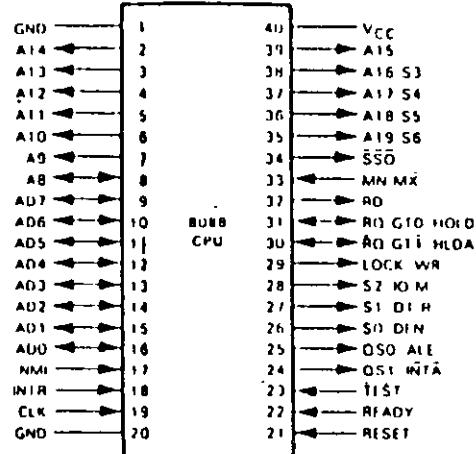 GND 1 40 VCC
A14 2 39 A15
A13 3 38 A16 S3
A12 4 37 A17 S4
A11 5 36 A18 S5
A10 6 35 A19 S6
A9 7 34 SSO
A8 8 33 MN MX
AD7 9 32 RD
AD6 10 8088 31 RQ GT0 HOLD
AD5 11 CPU 30 RQ GT1 HLDA
AD4 12 29 LOCK WR
AD3 13 28 S2 IO M
AD2 14 27 S1 DT R
AD1 15 26 S0 DEN
AD0 16 25 QS0 ALE
NMI 17 24 QS1 INTA
INTR 18 23 TEST
CLK 19 22 READY
GND 20 21 RESET